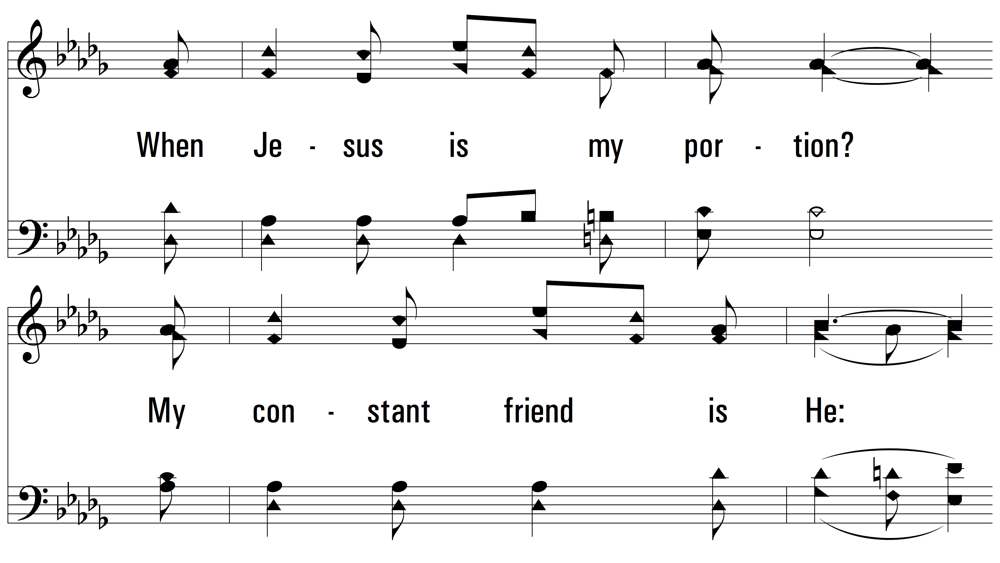 When Je - sus is my por - tion?
My con - stant friend is He: